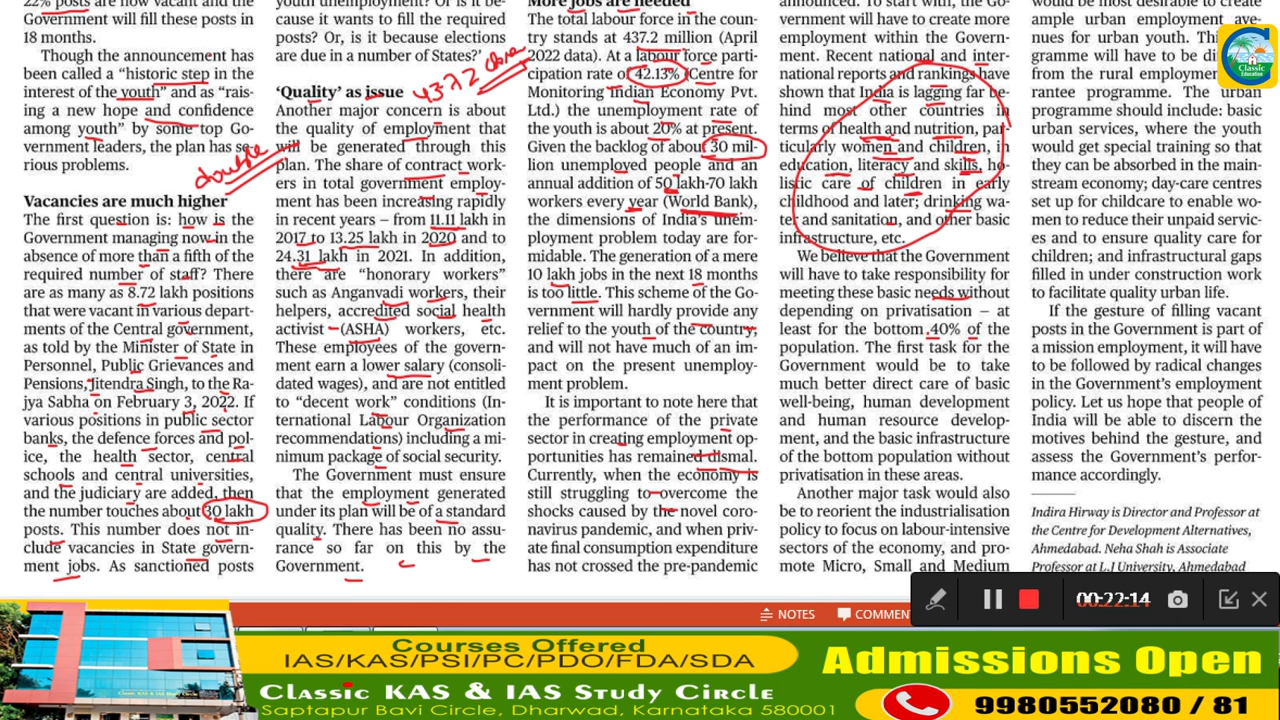 22% posts are now vacant and the
Government will fill these posts in
18 months.
Though the announcement has
been called a “historic step in the
interest of the youth” and as “rais-
ing a new hope and confidence
among youth” by some top Go-
vernment leaders, the plan has se-
rious problems.
Vacancies are much higher
The first question is: how is the
Government managing now in the
absence of more than a fifth of the
required number of staff? There
are as many as 8.72 lakh positions
that were vacant in various depart-
ments of the Central government,
as told by the Minister of State in
Personnel, Public Grievances and
Pensions, Jitendra Singh, to the Ra-
jya Sabha on February 3, 2022. If
various positions in public sector
banks, the defence forces and pol-
ice, the health sector, central
schools and central universities,
and the judiciary are added, then
the number touches about 30 lakh
posts. This number does not in-
clude vacancies in State govern-
ment jobs. As sanctioned posts
double
youth unemployment? Or is it be-
cause it wants to fill the required
posts? Or, is it because elections
are due in a number of States?’
‘Quality’ as issue
Another major concern is about
the quality of employment that
will be generated through this
plan. The share of contract work-
ers in total government employ-
ment has been increasing rapidly
in recent years – from 11.11 lakh in
2017 to 13.25 lakh in 2020 and to
24.31 lakh in 2021. In addition,
there are “honorary workers”
such as Anganvadi workers, their
helpers, accredited social health
activist (ASHA) workers, etc.
These employees of the govern-
ment earn a lower salary (consoli-
dated wages), and are not entitled
to “decent work” conditions (In-
ternational Labour Organization
recommendations) including a mi-
nimum package of social security.
The Government must ensure
that the employment generated
under its plan will be of a standard
quality. There has been no assu-
rance so far on this by the
Government.
More jobs are needed
The total labour force in the coun-
try stands at 437.2 million (April
2022 data). At a labour force parti-
cipation rate of 42.13% (Centre for
Monitoring Indian Economy Pvt.
Ltd.) the unemployment rate of
the youth is about 20% at present.
Given the backlog of about 30 mil-
lion unemployed people and an
annual addition of 50 lakh-70 lakh
workers every year (World Bank),
the dimensions of India’s unem-
ployment problem today are for-
midable. The generation of a mere
10 lakh jobs in the next 18 months
is too little. This scheme of the Go-
vernment will hardly provide any
relief to the youth of the country,
and will not have much of an im-
pact on the present unemploy-
ment problem.
It is important to note here that
the performance of the private
sector in creating employment op-
portunities has remained dismal.
Currently, when the economy is
still struggling to overcome the
shocks caused by the novel coro-
navirus pandemic, and when priv-
ate final consumption expenditure
has not crossed the pre-pandemic
announced. To start with, the Go-
vernment will have to create more
employment within the Govern-
ment. Recent national and inter-
national reports and rankings have
shown that India is lagging far be-
hind most other countries in
terms of health and nutrition, par-
ticularly women and children, in
education, literacy and skills, ho-
listic care of children in early
childhood and later; drinking wa-
ter and sanitation, and other basic
infrastructure, etc.
We believe that the Government
will have to take responsibility for
meeting these basic needs without
depending on privatisation – at
least for the bottom 40% of the
population. The first task for the
Government would be to take
much better direct care of basic
well-being, human development
and human resource develop-
ment, and the basic infrastructure
of the bottom population without
privatisation in these areas.
Another major task would also
be to reorient the industrialisation
policy to focus on labour-intensive
sectors of the economy, and pro-
mote Micro, Small and Medium
would be most desirable to create
ample urban employment ave-
nues for urban youth. This
gramme will have to be
from the rural employment
rantee programme. The urban
programme should include: basic
urban services, where the youth
would get special training so that
they can be absorbed in the main-
stream economy; day-care centres
set up for childcare to enable wo-
men to reduce their unpaid servic-
es and to ensure quality care for
children; and infrastructural gaps
filled in under construction work
to facilitate quality urban life.
If the gesture of filing vacant
posts in the Government is part of
a mission employment, it will have
to be followed by radical changes
in the Government’s employment
policy. Let us hope that people of
India will be able to discern the
motives behind the gesture, and
assess the Government’s perfor-
mance accordingly.
Indira Hirway is Director and Professor at
the Centre for Development Alternatives,
Ahmedabad. Neha Shah is Associate
Professor at L.J University, Ahmedabad
Classic
Education
NOTES
COMMEN
00:22:14
Courses Offered
IAS/KAS/PSI/PC/PDO/FDA/SDA
Classic KAS & IAS Study Circle
Saptapur Bavi Circle, Dharwad, Karnataka 580001
Admissions Open
9980552080 / 81